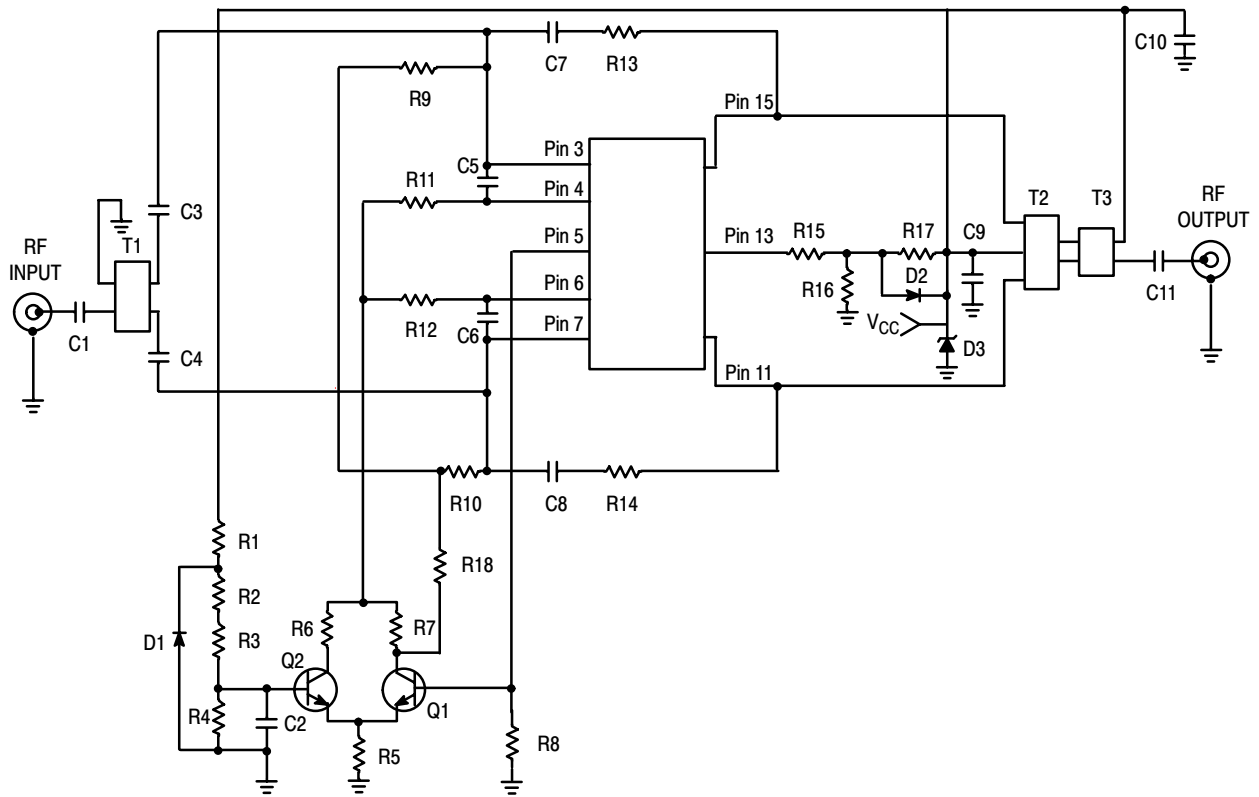 C10
C7
R13
R9
Pin 15
Pin 3
C5
R11
Pin 4
C3
T2
T3
RF
OUTPUT
T1
RF
INPUT
Pin 5
Pin 13
R15
R17
C9
D2
R16
Pin 6
R12
C6
Pin 7
VCC
C11
C1
C4
D3
Pin 11
R10
C8
R14
R1
R18
R2
D1
R3
R6
R7
Q2
Q1
R4
C2
R5
R8